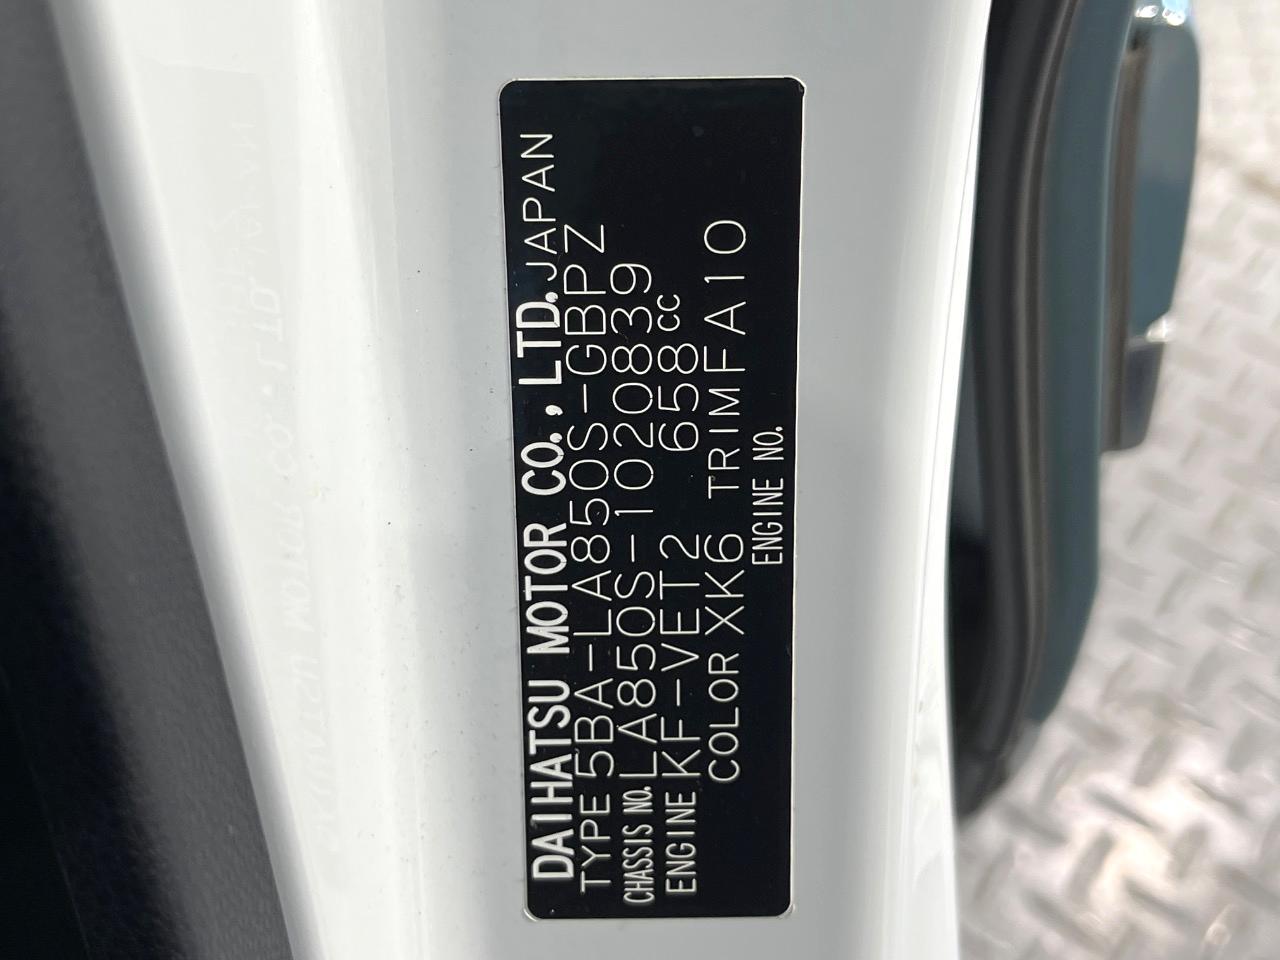 DAIHATSU MOTOR CO., LTD. JAPAN
TYPE 5BA-LA850S-GBPZ
CHASSIS NO. LA850S-1020839
ENGINE KF-VET2 658cc
COLOR XK6 TRIM FA10
ENGINE NO.